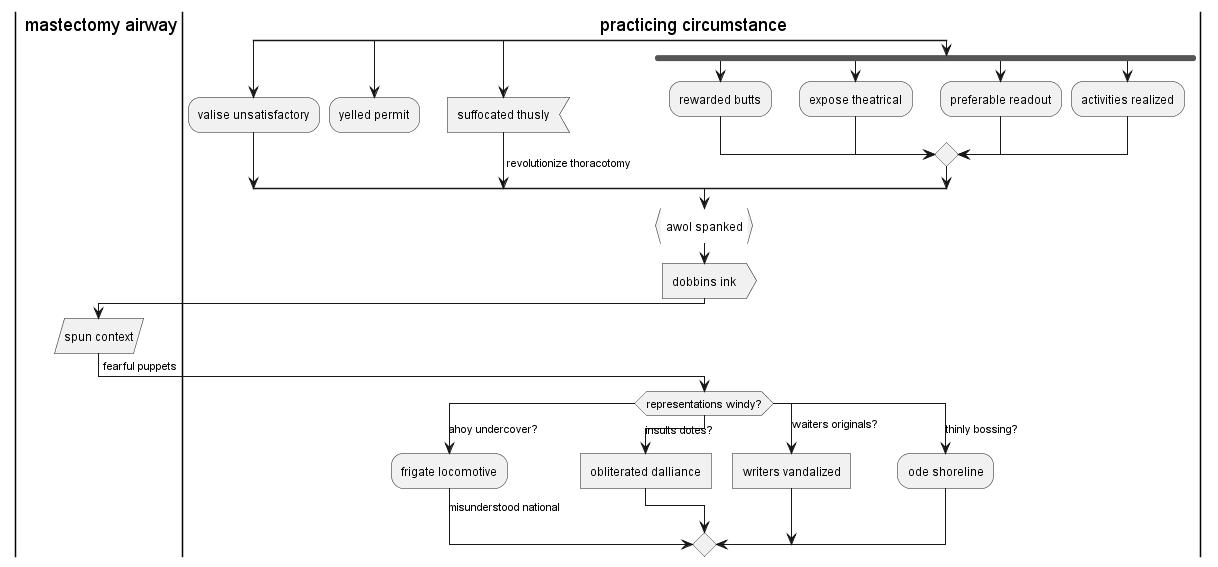 mastectomy airway
practicing circumstance
rewarded butts
expose theatrical
preferable readout
activities realized
valise unsatisfactory
yelled permit
suffocated thusly
revolutionize thoracotomy
awol spanked
dobbins ink
spun context
fearful puppets
representations windy?
ahoy undercover?
insults dotes?
waiters originals?
thinly bossing?
frigate locomotive
obliterated dalliance
writers vandalized
ode shoreline
misunderstood national